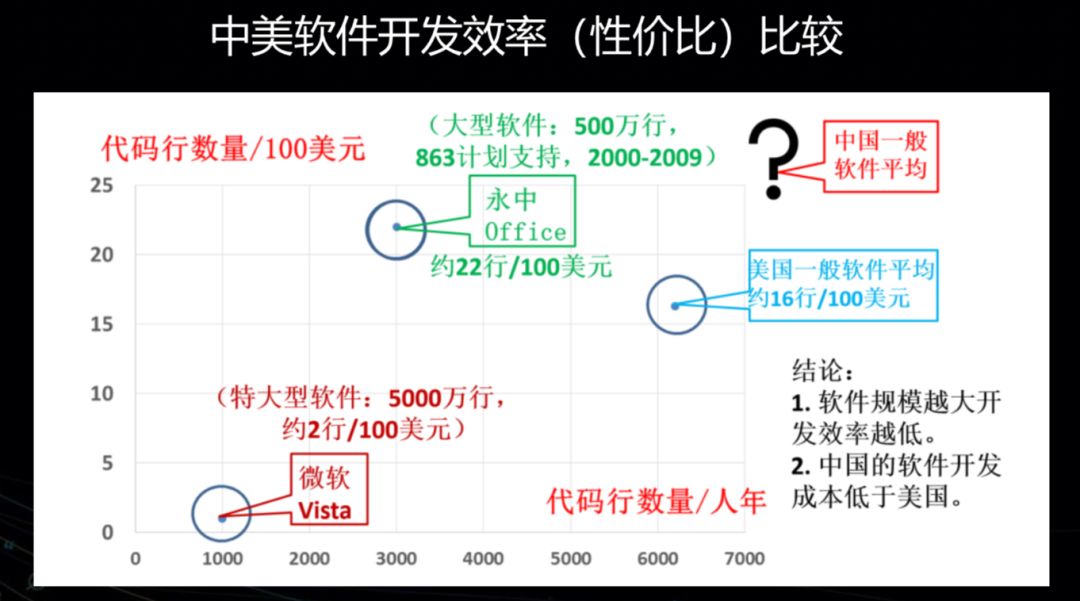 中美软件开发效率（性价比）比较
代码行数量/100美元
（大型软件：500万行，
863计划支持，2000-2009）
永中
Office
约22行/100美元
?
中国一般
软件平均
美国一般软件平均
约16行/100美元
（特大型软件：5000万行，
约2行/100美元）
微软
Vista
代码行数量/人年
结论：
1. 软件规模越大开
发效率越低。
2. 中国的软件开发
成本低于美国。
25
20
15
10
5
0
0 1000 2000 3000 4000 5000 6000 7000